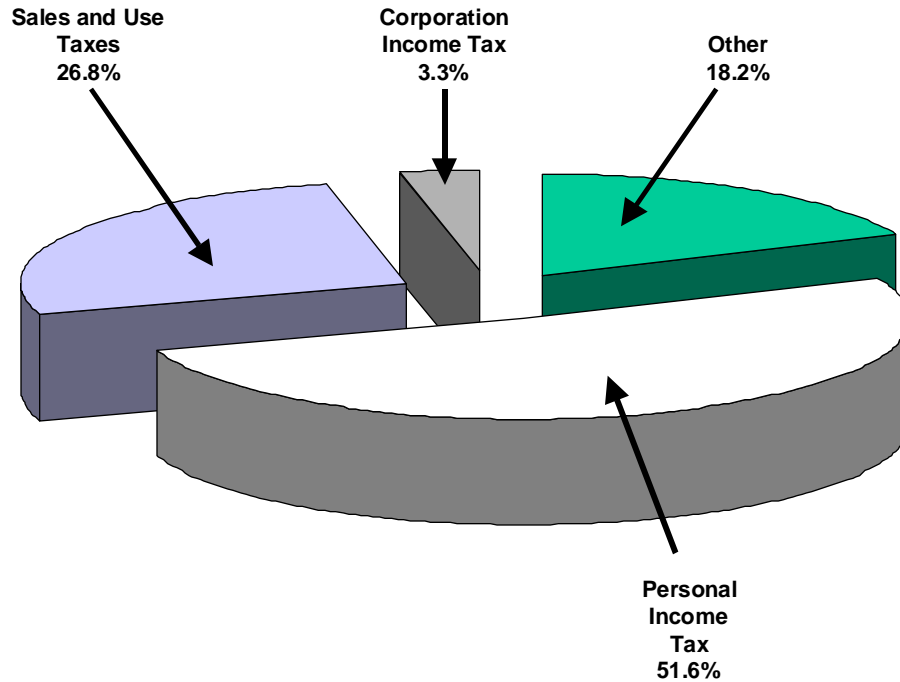 Sales and Use
Taxes
26.8%
Corporation
Income Tax
3.3%
Other
18.2%
Personal
Income
Tax
51.6%